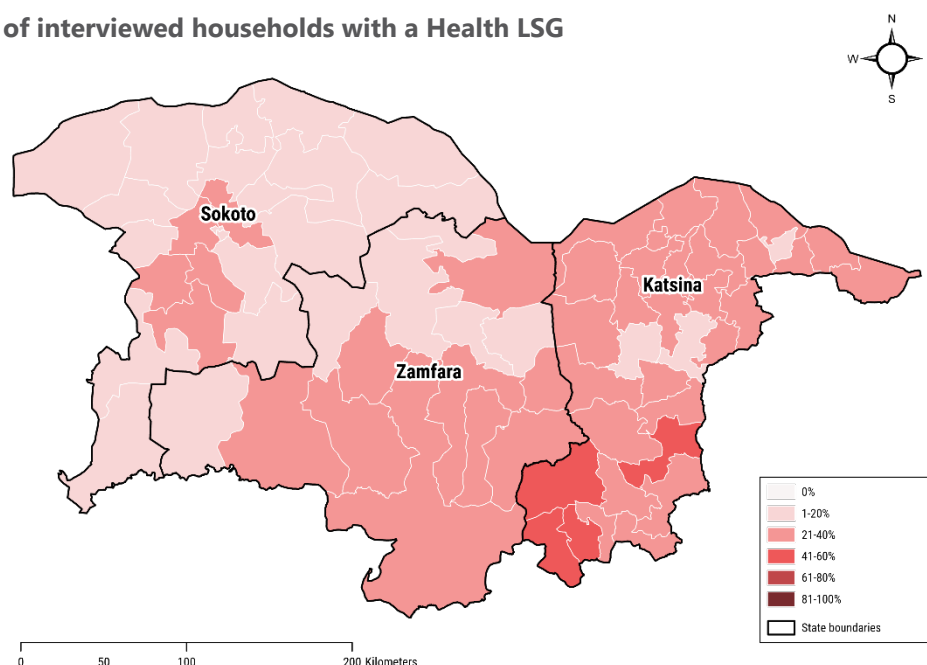 of interviewed households with a Health LSG
N
W
S
Sokoto
Katsina
Zamfara
0%
1-20%
21-40%
41-60%
61-80%
81-100%
State boundaries
0 50 100 200 Kilometers